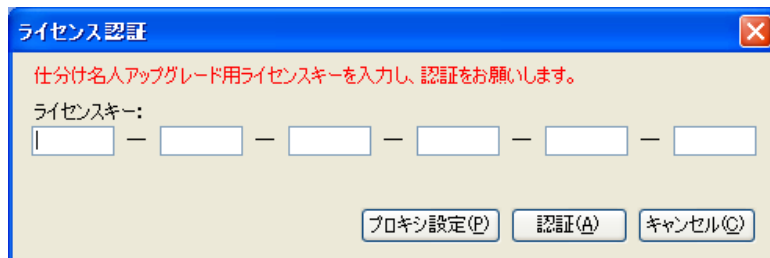 ライセンス認証
仕分け名人アップグレード用ライセンスキーを入力し、認証をお願いします。
ライセンスキー:
— — — — —
プロキシ設定(P) 認証(A) キャンセル(C)